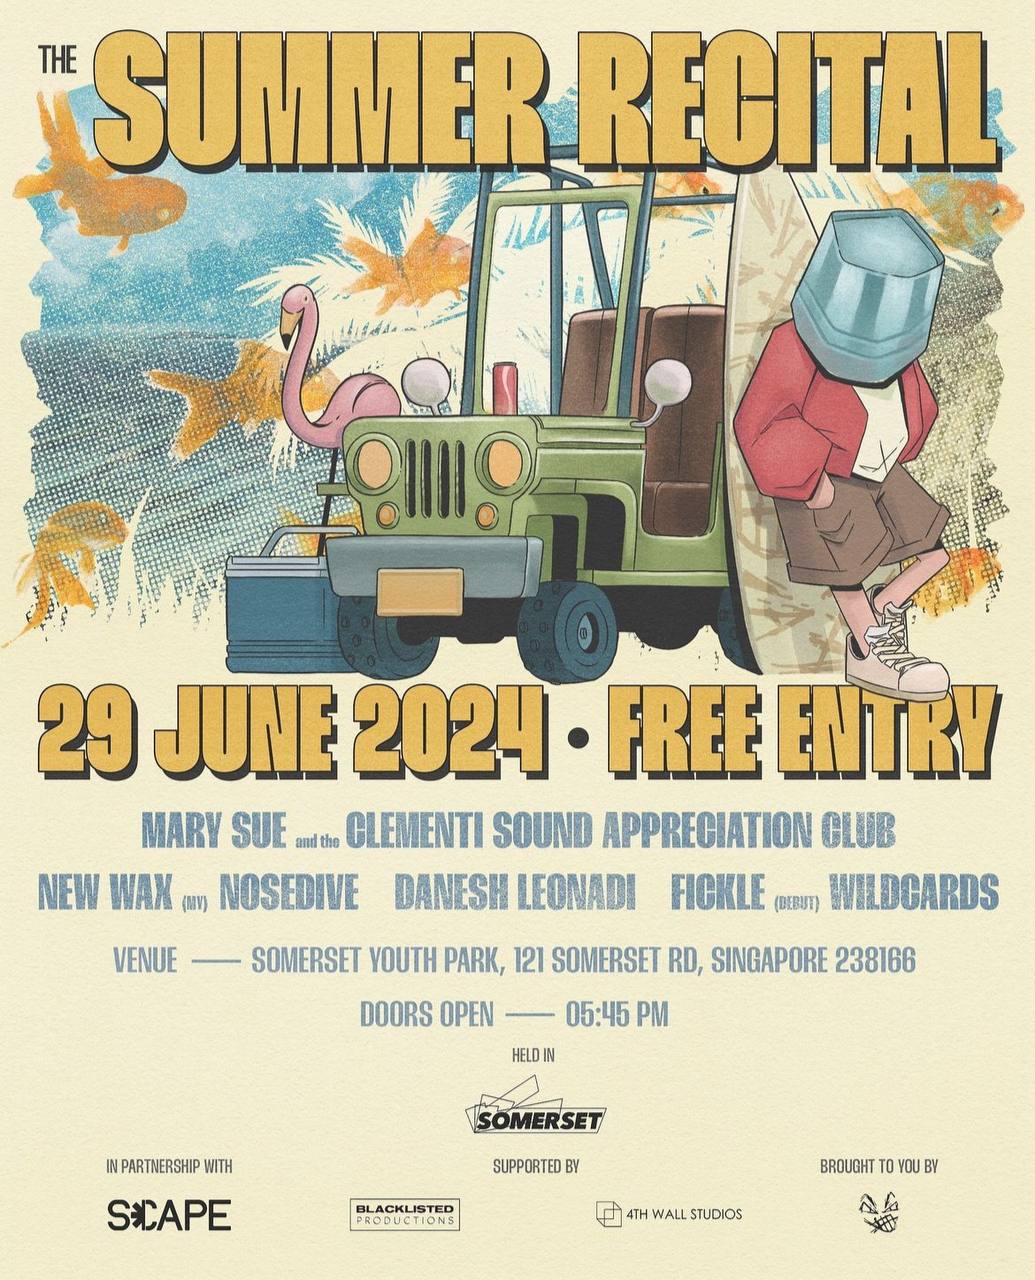 THE SUMMER RECITAL
29 JUNE 2024 • FREE ENTRY
MARY SUE and the CLEMENTI SOUND APPRECIATION CLUB
NEW WAX (MY) NOSEDIVE DANESH LEONADI FICKLE (DEBUT) WILDCARDS
VENUE — SOMERSET YOUTH PARK, 121 SOMERSET RD, SINGAPORE 238166
DOORS OPEN — 05:45 PM
HELD IN
SOMERSET
IN PARTNERSHIP WITH
SUPPORTED BY
BROUGHT TO YOU BY
S*CAPE
BLACKLISTED
PRODUCTIONS
4TH WALL STUDIOS